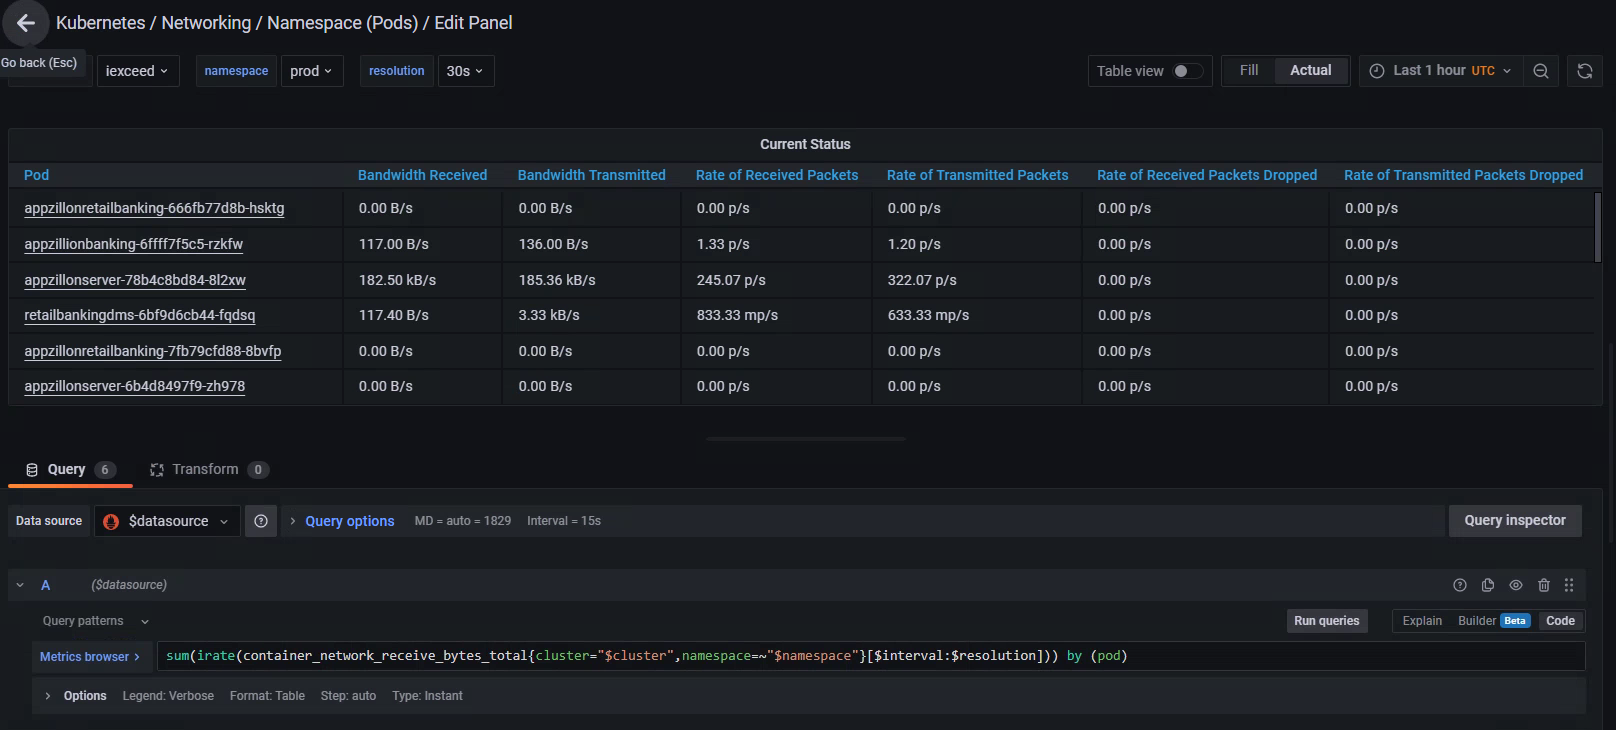 Kubernetes / Networking / Namespace (Pods) / Edit Panel
Go back (Esc)
iexceed namespace prod resolution 30s Table view Fill Actual Last 1 hour UTC
Current Status
Pod Bandwidth Received Bandwidth Transmitted Rate of Received Packets Rate of Transmitted Packets Rate of Received Packets Dropped Rate of Transmitted Packets Dropped
appzillonretailbanking-666fb77d8b-hsktg 0.00 B/s 0.00 B/s 0.00 p/s 0.00 p/s 0.00 p/s 0.00 p/s
appzillionbanking-6ffff7f5c5-rzkfw 117.00 B/s 136.00 B/s 1.33 p/s 1.20 p/s 0.00 p/s 0.00 p/s
appzillonserver-78b4c8bd84-8l2xw 182.50 kB/s 185.36 kB/s 245.07 p/s 322.07 p/s 0.00 p/s 0.00 p/s
retailbankingdms-6bf9d6cb44-fqdsq 117.40 B/s 3.33 kB/s 833.33 mp/s 633.33 mp/s 0.00 p/s 0.00 p/s
appzillonretailbanking-7fb79cfd88-8bvfp 0.00 B/s 0.00 B/s 0.00 p/s 0.00 p/s 0.00 p/s 0.00 p/s
appzillonserver-6b4d8497f9-zh978 0.00 B/s 0.00 B/s 0.00 p/s 0.00 p/s 0.00 p/s 0.00 p/s
Query 6 Transform 0
Data source $datasource Query options MD = auto = 1829 Interval = 15s Query inspector
A ($datasource)
Query patterns Run queries Explain Builder Beta Code
Metrics browser > sum(irate(container_network_receive_bytes_total{cluster="$cluster",namespace=~"$namespace"}[$interval:$resolution])) by (pod)
Options Legend: Verbose Format: Table Step: auto Type: Instant